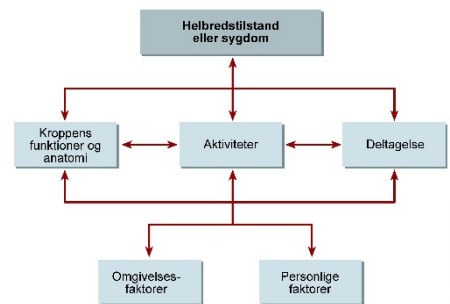 Helbredstilstand
eller sygdom
Kroppens
funktioner og
anatomi
Aktiviteter
Deltagelse
Omgivelses-
faktorer
Personlige
faktorer